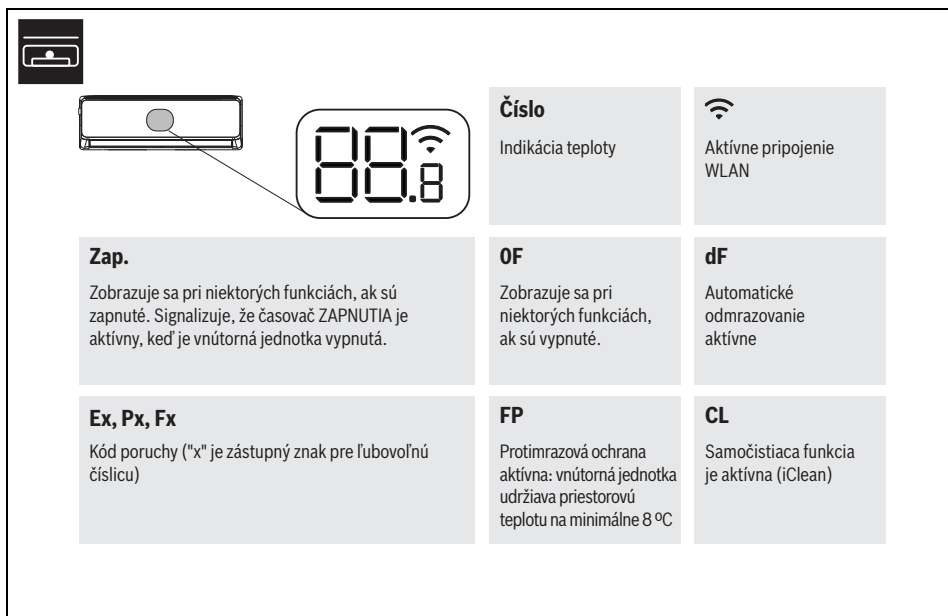 88.8
Číslo
Indikácia teploty
Aktívne pripojenie
WLAN
Zap.
Zobrazuje sa pri niektorých funkciách, ak sú
zapnuté. Signalizuje, že časovač ZAPNUTIA je
aktívny, keď je vnútorná jednotka vypnutá.
0F
Zobrazuje sa pri
niektorých funkciách,
ak sú vypnuté.
dF
Automatické
odmrazovanie
aktívne
Ex, Px, Fx
Kód poruchy ("x" je zástupný znak pre ľubovoľnú
číslicu)
FP
Protimrazová ochrana
aktívna: vnútorná jednotka
udržiava priestorovú
teplotu na minimálne 8 ºC
CL
Samočistiaca funkcia
je aktívna (iClean)